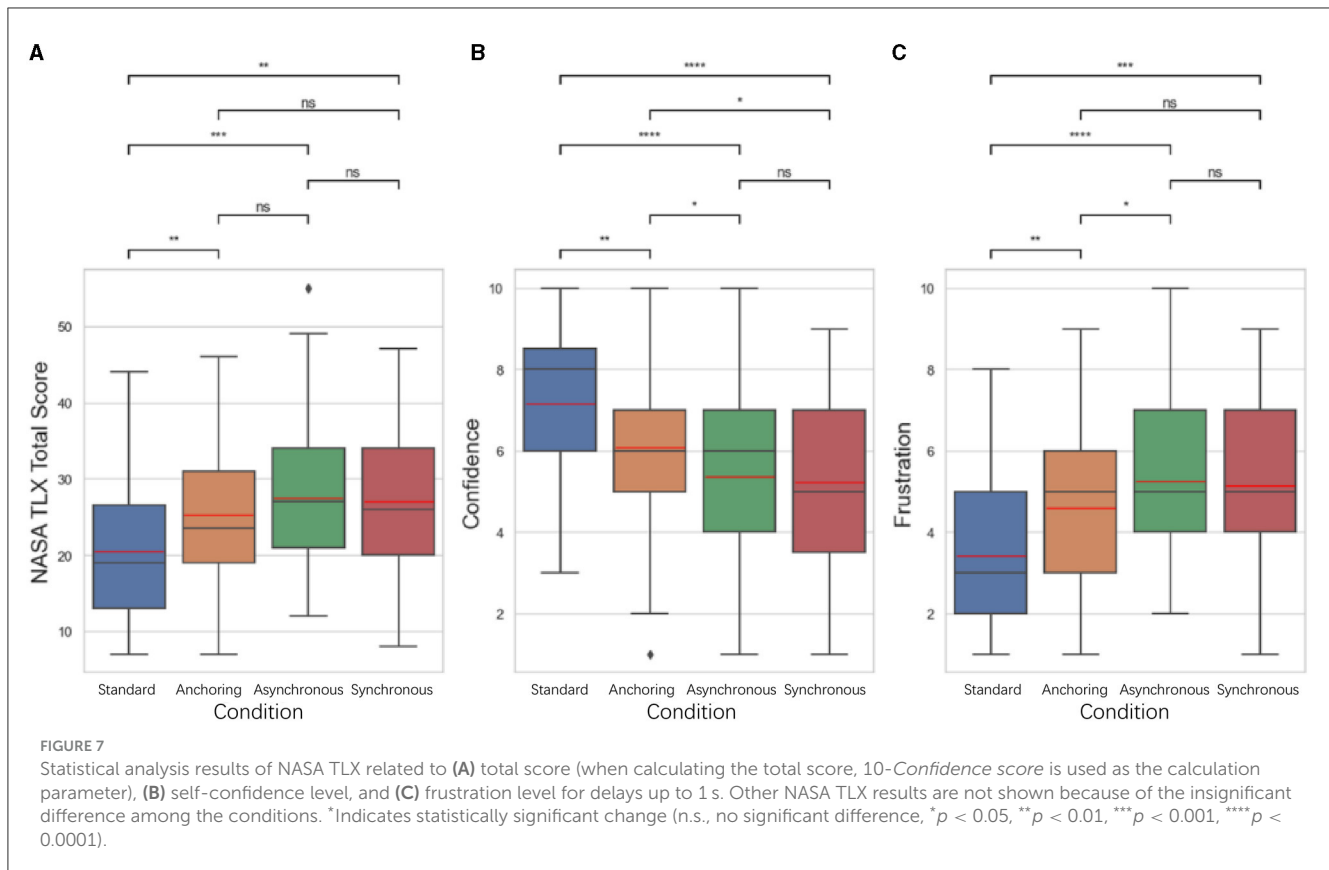 A
**
ns
***
ns
ns
**
NASA TLX Total Score
50
40
30
20
10
Standard Anchoring Asynchronous Synchronous
Condition
B
****
*
****
ns
*
**
Confidence
10
8
6
4
2
Standard Anchoring Asynchronous Synchronous
Condition
C
***
ns
****
ns
*
**
Frustration
10
8
6
4
2
Standard Anchoring Asynchronous Synchronous
Condition
FIGURE 7
Statistical analysis results of NASA TLX related to (A) total score (when calculating the total score, 10-Confidence score is used as the calculation
parameter), (B) self-confidence level, and (C) frustration level for delays up to 1 s. Other NASA TLX results are not shown because of the insignificant
difference among the conditions. *Indicates statistically significant change (n.s., no significant difference, *p < 0.05, **p < 0.01, ***p < 0.001, ****p <
0.0001).